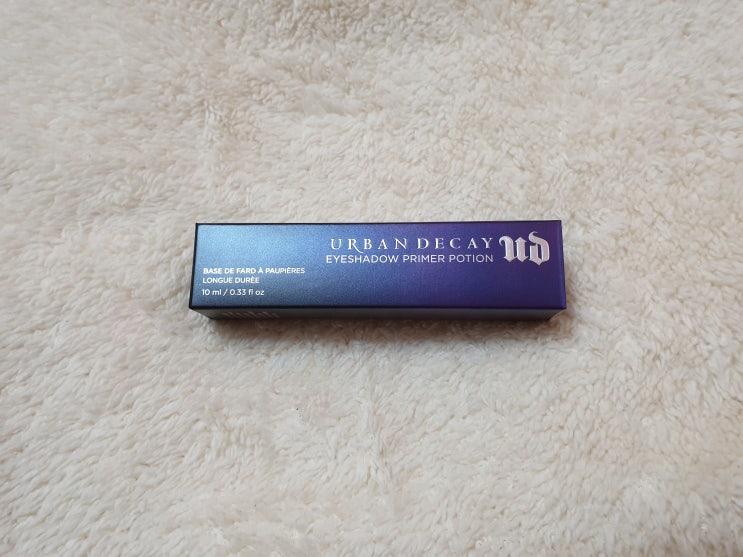 URBAN DECAY
EYESHADOW PRIMER POTION
UD
BASE DE FARD À PAUPIÈRES
LONGUE DURÉE
10 ml / 0.33 fl oz